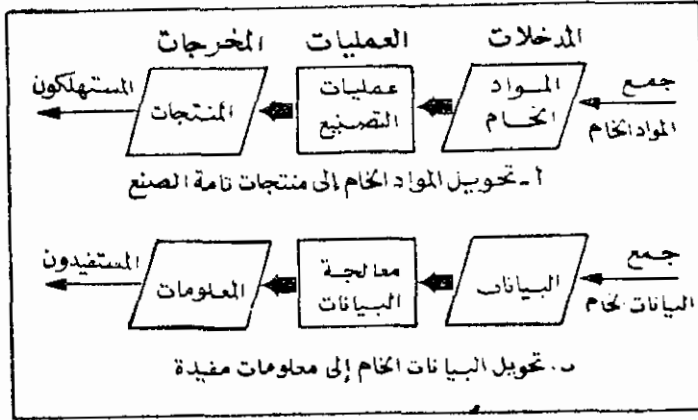 المدخلات العمليات المخرجات
جمع المواد الخام
المواد الخام
عمليات التصنيع
المنتجات
المستهلكون
أ - تحويل المواد الخام إلى منتجات تامة الصنع
جمع البيانات الخام
البيانات
معالجة البيانات
المعلومات
المستفيدون
ب - تحويل البيانات الخام إلى معلومات مفيدة